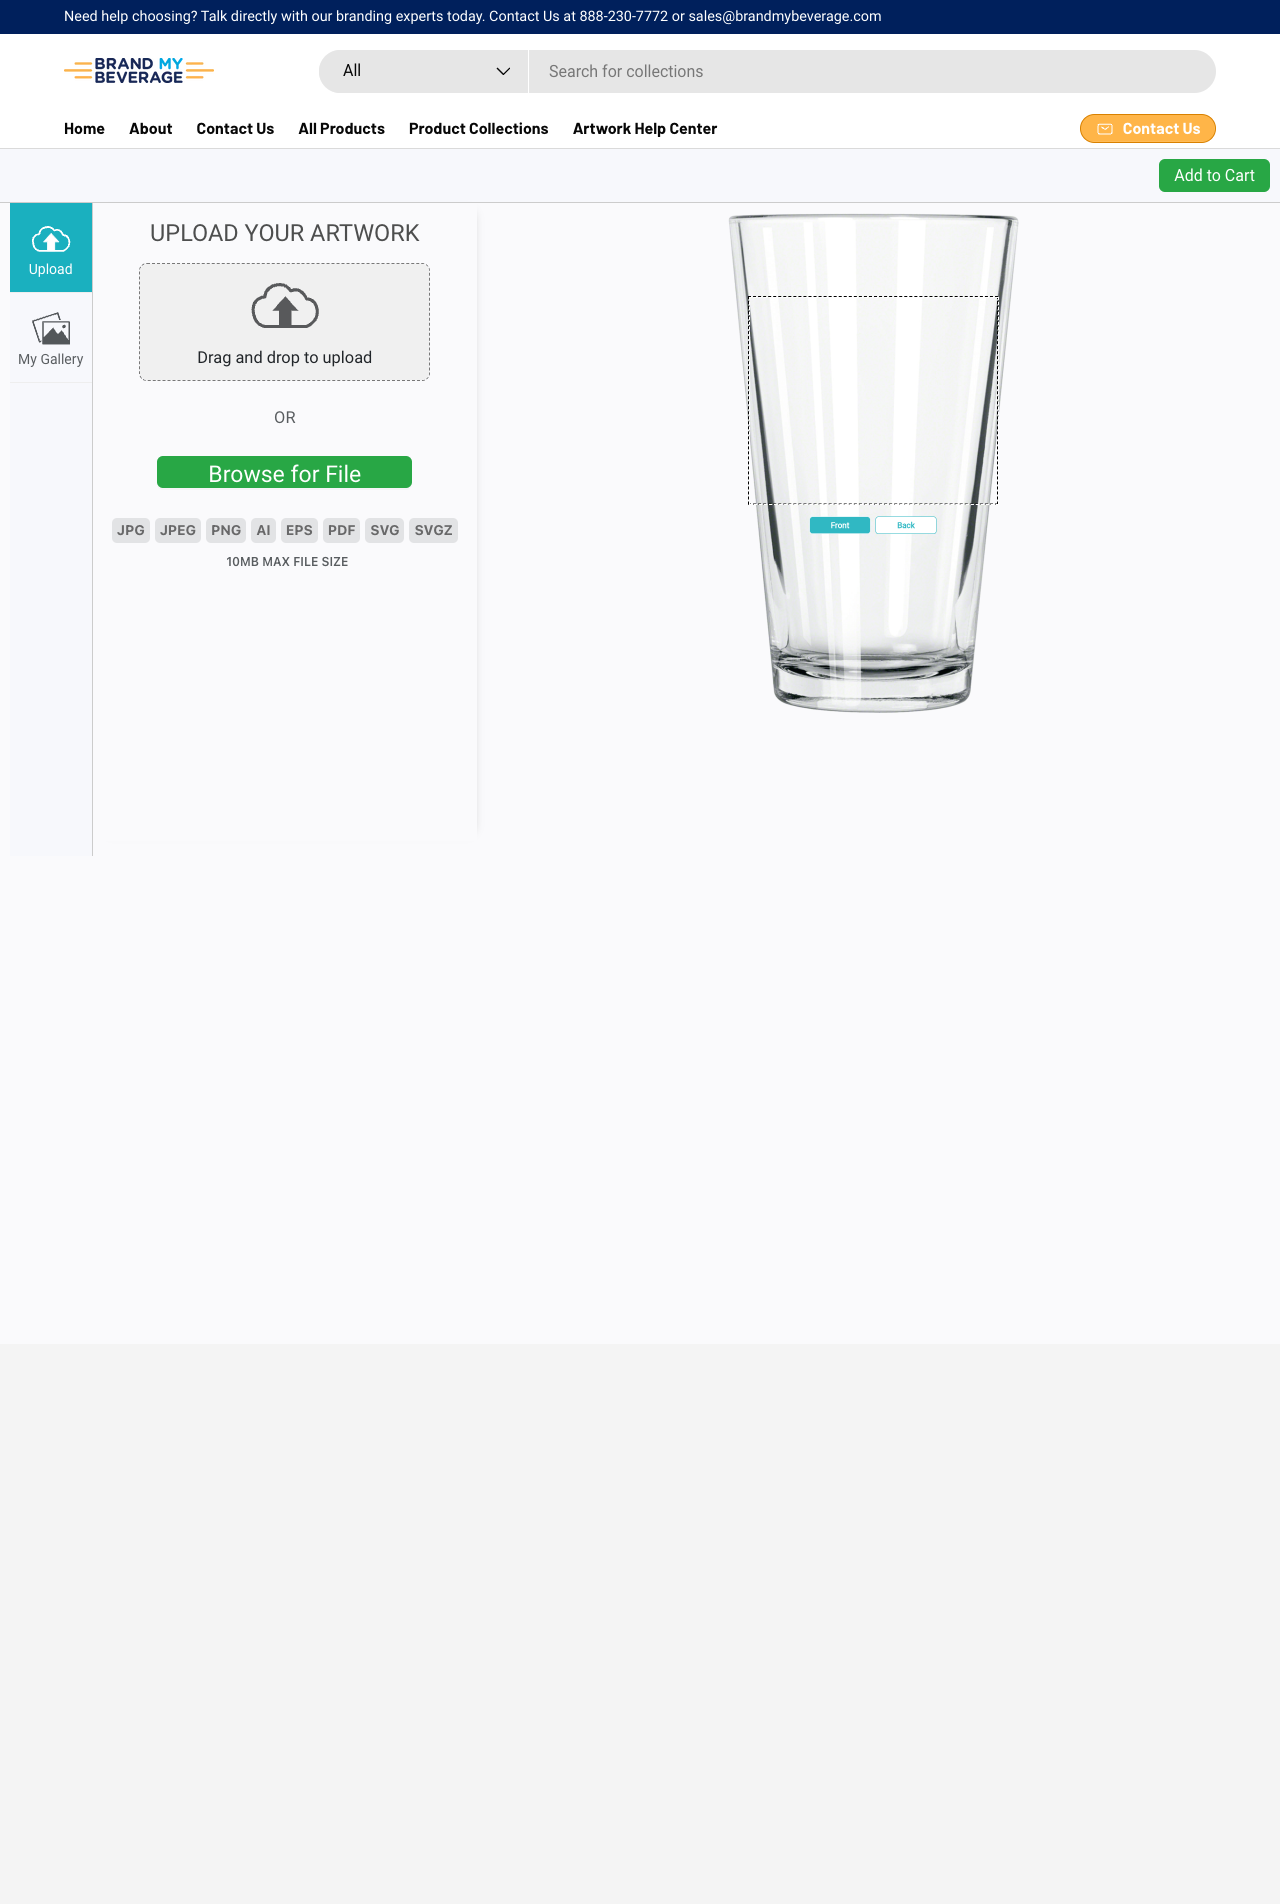 Need help choosing? Talk directly with our branding experts today. Contact Us at 888-230-7772 or sales@brandmybeverage.com
BRAND MY
BEVERAGE
All
Search for collections
Home
About
Contact Us
All Products
Product Collections
Artwork Help Center
Contact Us
Add to Cart
Upload
My Gallery
UPLOAD YOUR ARTWORK
Drag and drop to upload
OR
Browse for File
JPG JPEG PNG AI EPS PDF SVG SVGZ
10MB MAX FILE SIZE
Front
Back